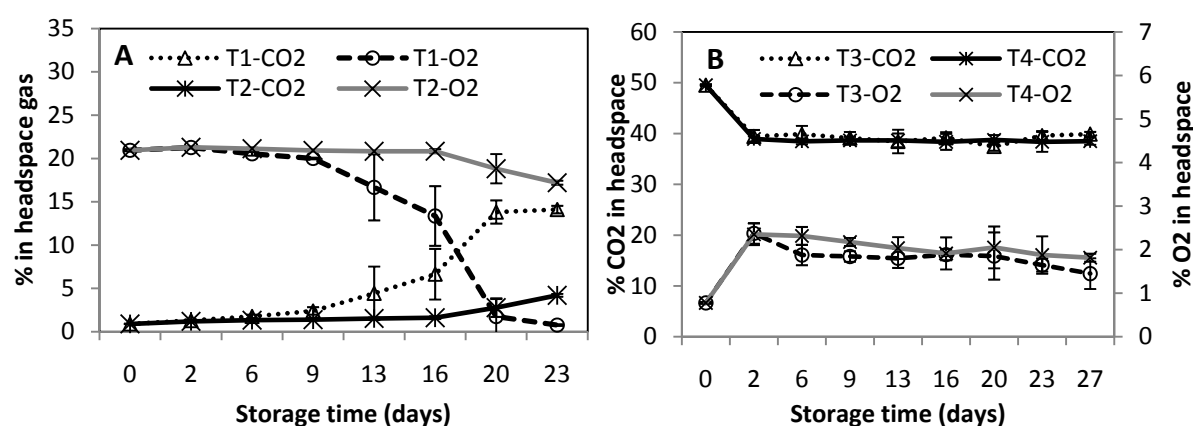 A
T1-CO2
T1-O2
T2-CO2
T2-O2
% in headspace gas
35
30
25
20
15
10
5
0
0 2 6 9 13 16 20 23
Storage time (days)
B
T3-CO2
T4-CO2
T3-O2
T4-O2
% CO2 in headspace
60
50
40
30
20
10
0
% O2 in headspace
7
6
5
4
3
2
1
0
0 2 6 9 13 16 20 23 27
Storage time (days)